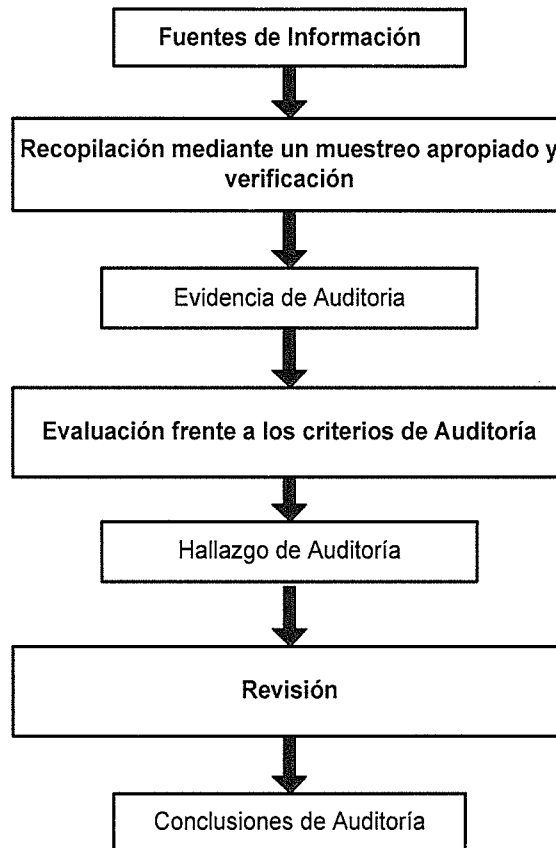 Fuentes de Información
Recopilación mediante un muestreo apropiado y
verificación
Evidencia de Auditoria
Evaluación frente a los criterios de Auditoría
Hallazgo de Auditoría
Revisión
Conclusiones de Auditoría